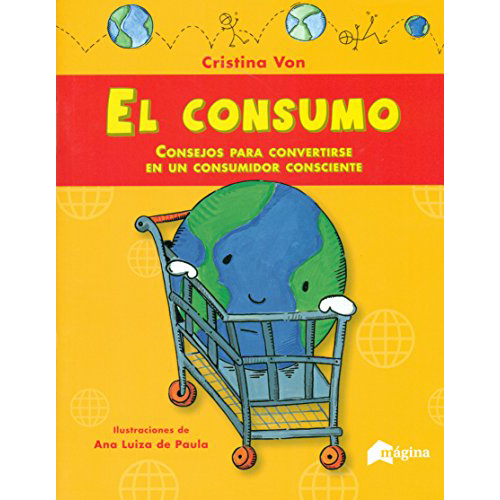 Cristina Von
EL CONSUMO
CONSEJOS PARA CONVERTIRSE
EN UN CONSUMIDOR CONSCIENTE
Ilustraciones de
Ana Luiza de Paula
mágina